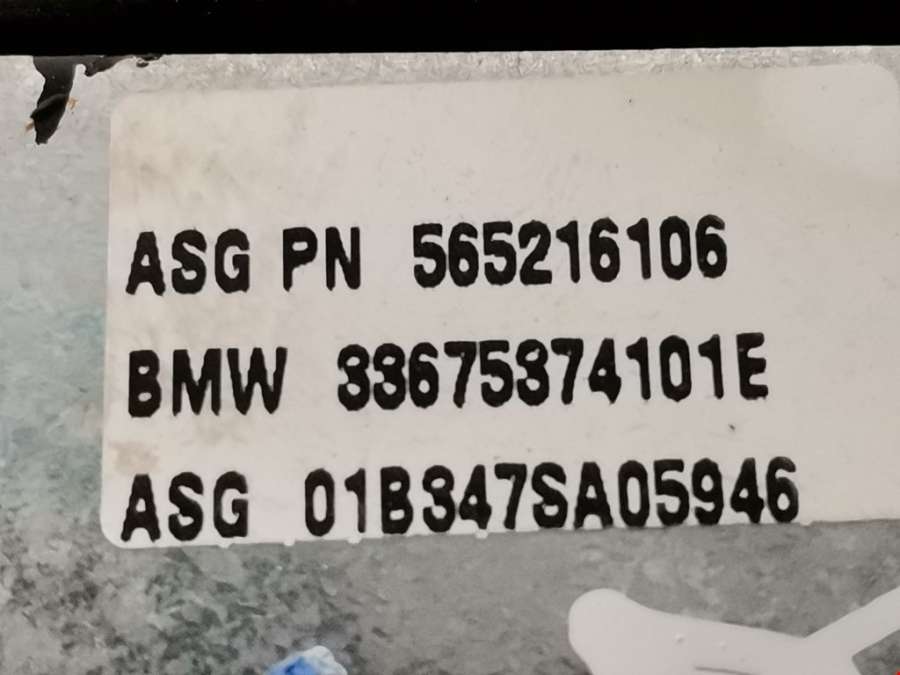 ASG PN 565216106
BMW 33675374101E
ASG 01B347SA05946